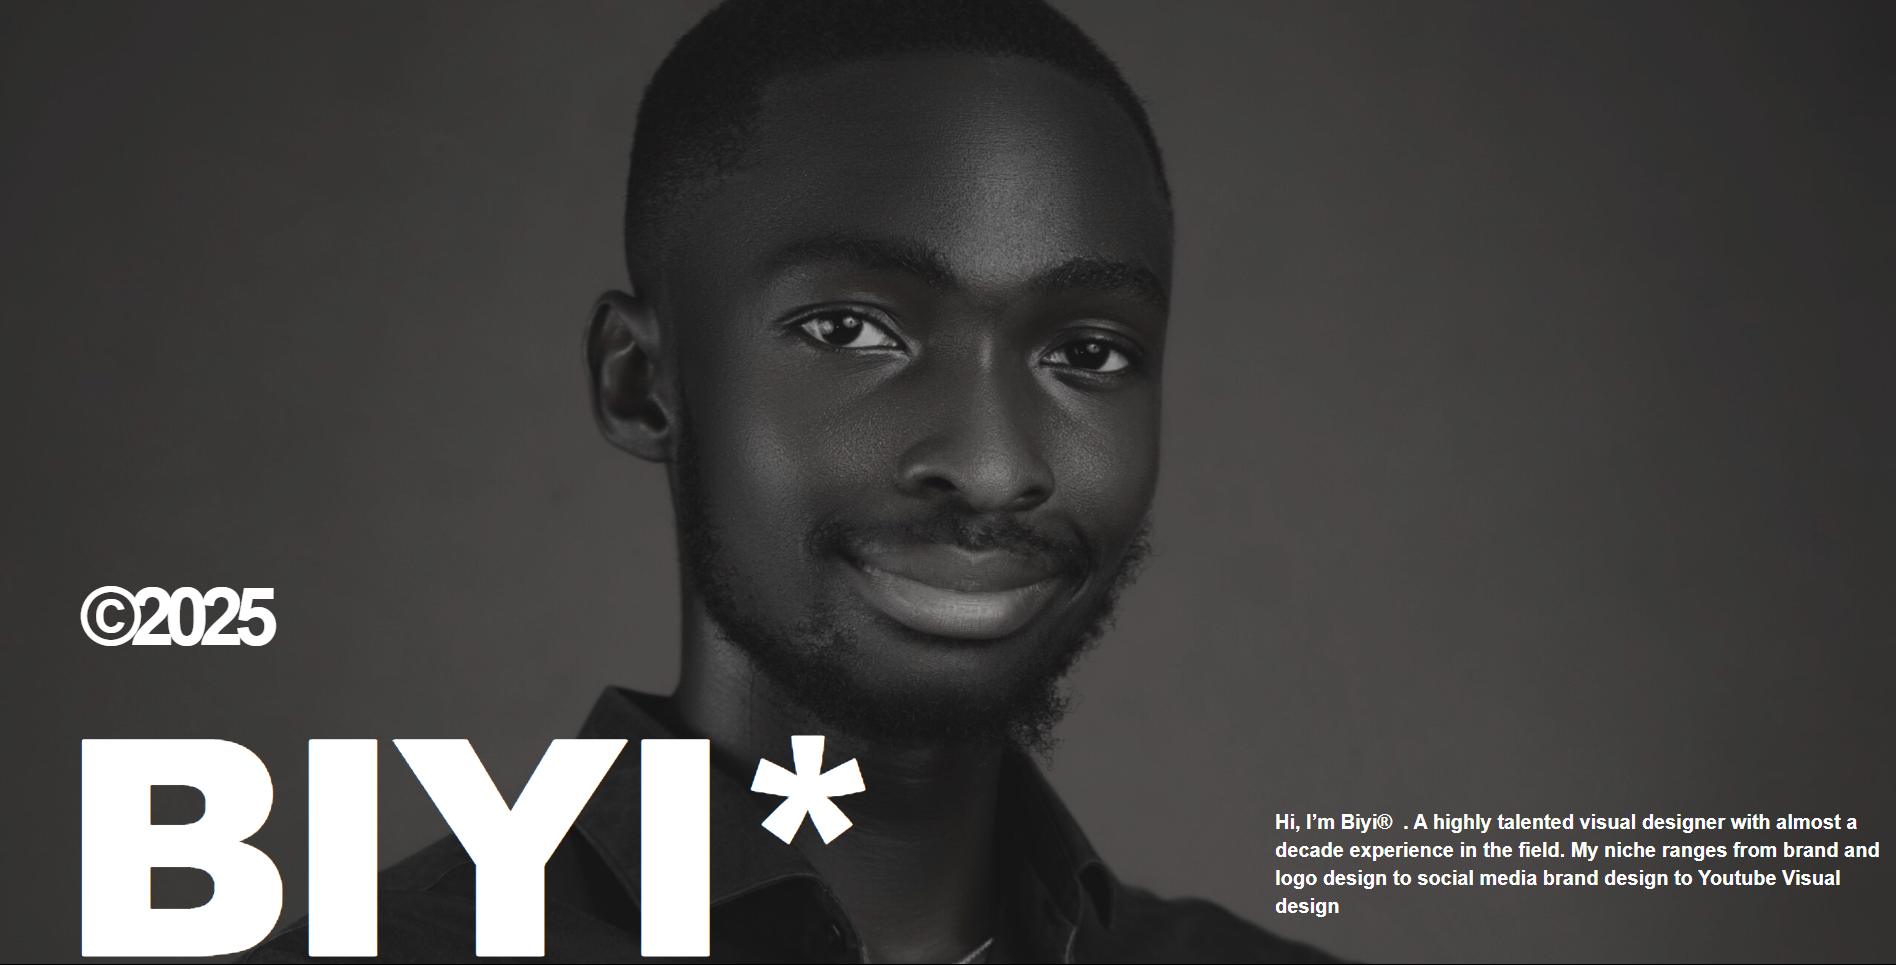 ©2025
BIYI*
Hi, I’m Biyi® . A highly talented visual designer with almost a
decade experience in the field. My niche ranges from brand and
logo design to social media brand design to Youtube Visual
design